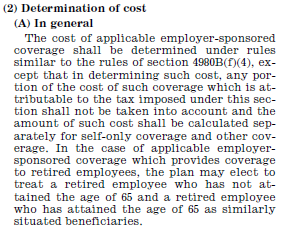 (2) Determination of cost
(A) In general
The cost of applicable employer-sponsored
coverage shall be determined under rules
similar to the rules of section 4980B(f)(4), ex-
cept that in determining such cost, any por-
tion of the cost of such coverage which is at-
tributable to the tax imposed under this sec-
tion shall not be taken into account and the
amount of such cost shall be calculated sep-
arately for self-only coverage and other cov-
erage. In the case of applicable employer-
sponsored coverage which provides coverage
to retired employees, the plan may elect to
treat a retired employee who has not at-
tained the age of 65 and a retired employee
who has attained the age of 65 as similarly
situated beneficiaries.